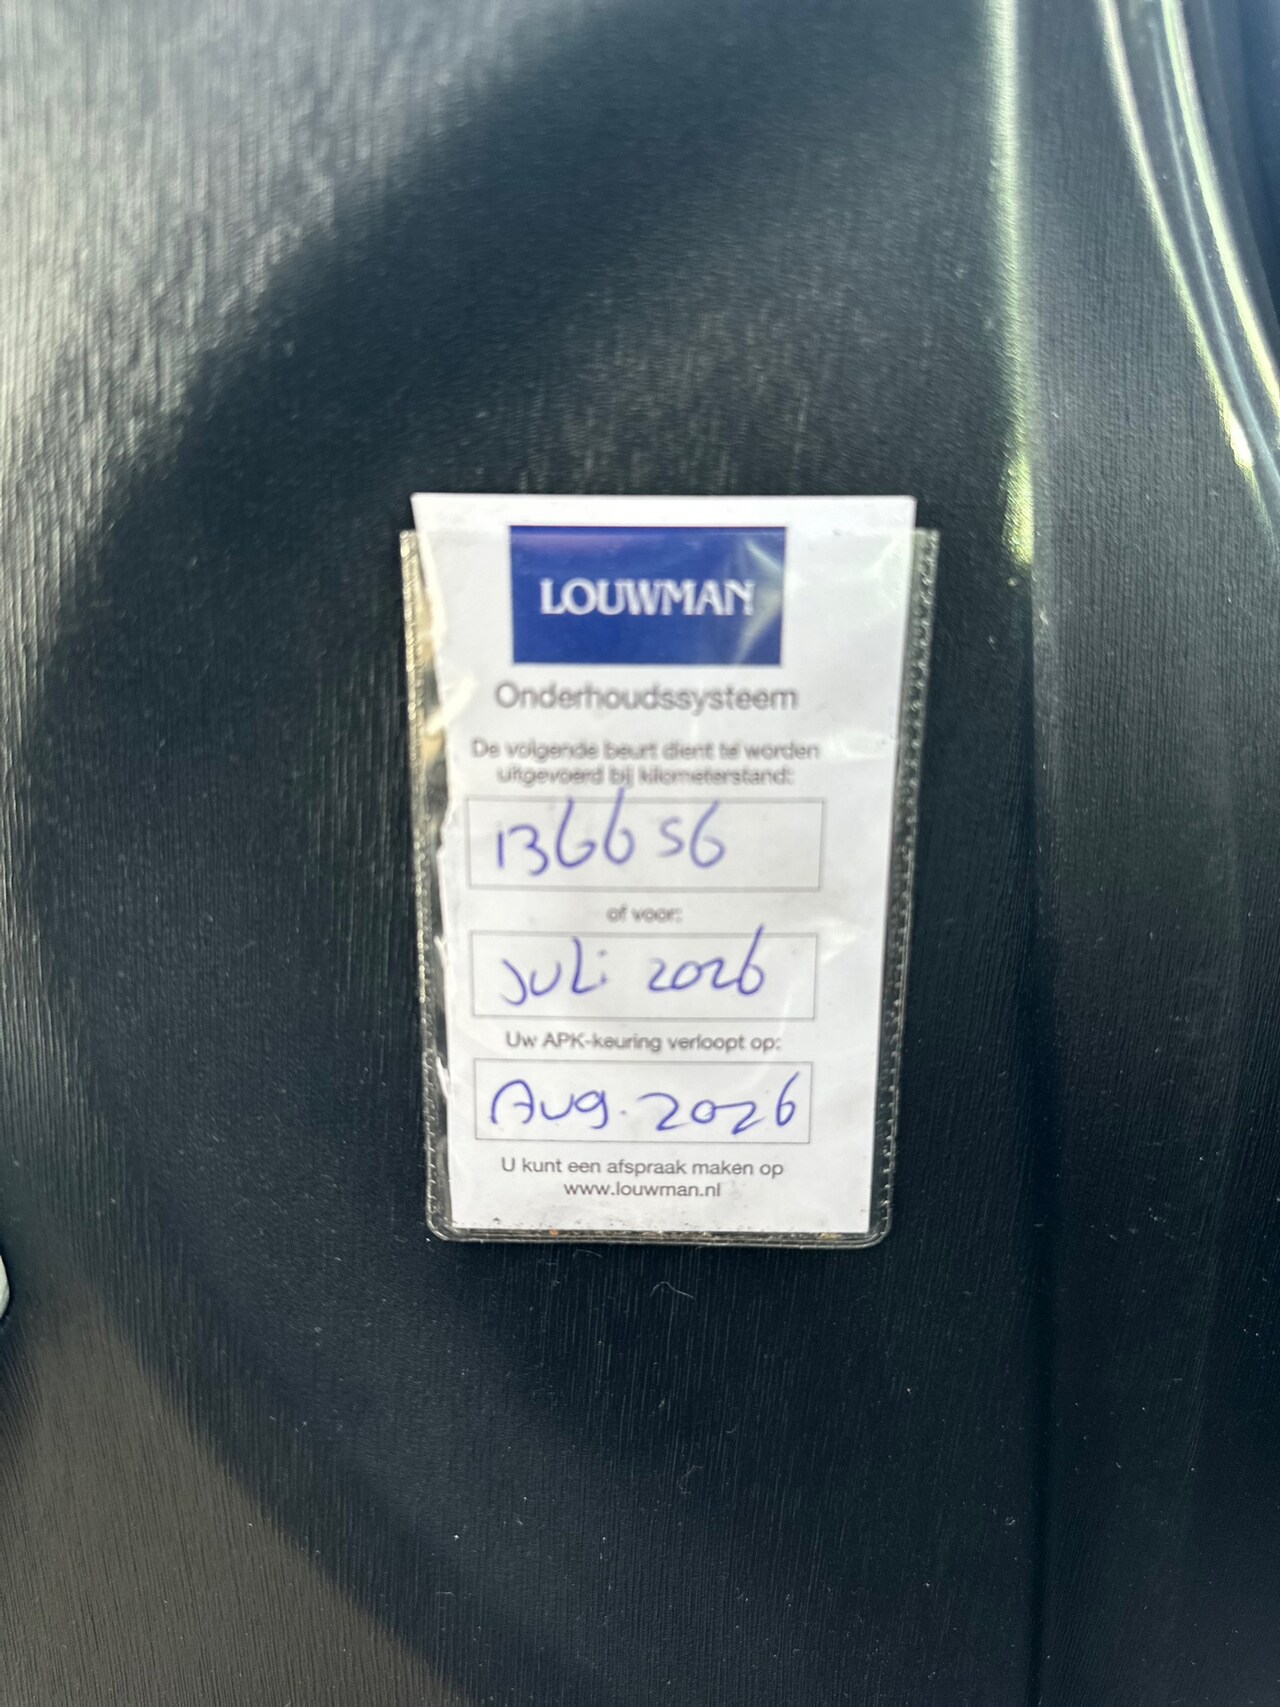 LOUWMAN
Onderhoudssysteem
De volgende beurt dient te worden
uitgevoerd bij kilometerstand:
136656
of voor:
Juli 2026
Uw APK-keuring verloopt op:
Aug. 2026
U kunt een afspraak maken op
www.louwman.nl